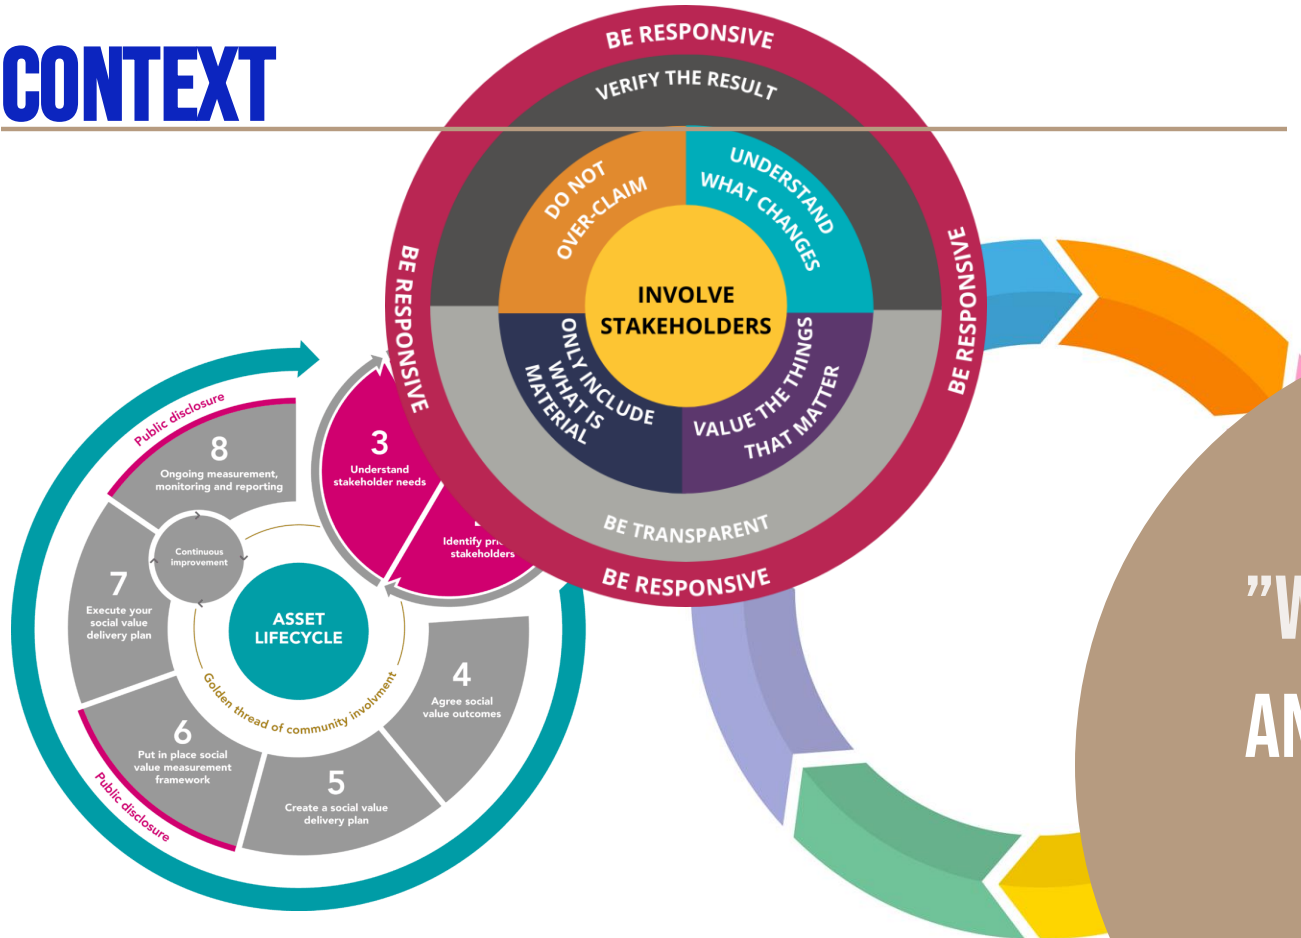 CONTEXT
BE RESPONSIVE
VERIFY THE RESULT
DO NOT
OVER-CLAIM
UNDERSTAND
WHAT CHANGES
BE RESPONSIVE
BE RESPONSIVE
INVOLVE
STAKEHOLDERS
ONLY INCLUDE
WHAT IS
MATERIAL
VALUE THE THINGS
THAT MATTER
BE TRANSPARENT
BE RESPONSIVE
Public disclosure
8
Ongoing measurement,
monitoring and reporting
3
Understand
stakeholder needs
Identify
stakeholders
Continuous
improvement
7
Execute your
social value
delivery plan
ASSET
LIFECYCLE
Golden thread of community involvment
4
Agree social
value outcomes
6
Put in place social
value measurement
framework
Public disclosure
5
Create a social value
delivery plan